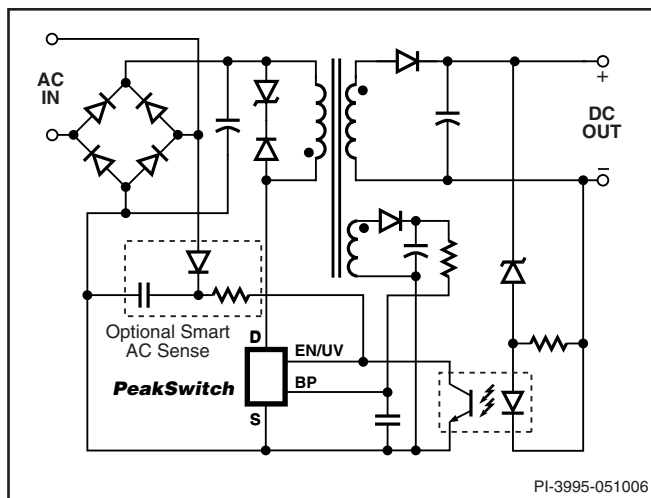 AC
IN
+
DC
OUT
–
Optional Smart
AC Sense
D
EN/UV
PeakSwitch
BP
S
PI-3995-051006